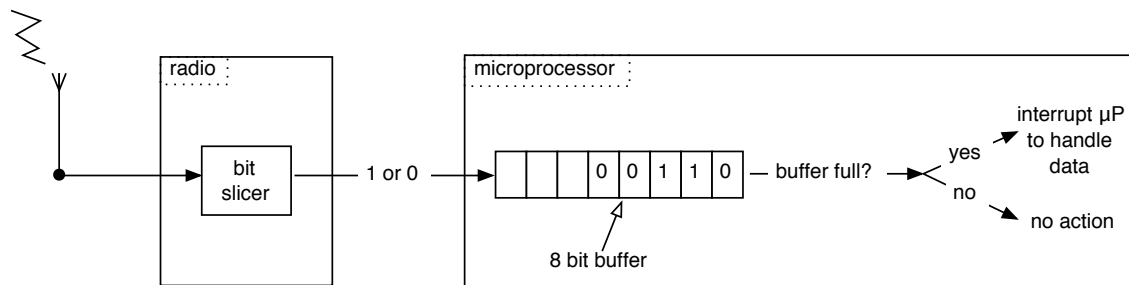 radio
microprocessor
bit
slicer
1 or 0
0 0 1 1 0
buffer full?
yes
no
interrupt µP
to handle
data
no action
8 bit buffer